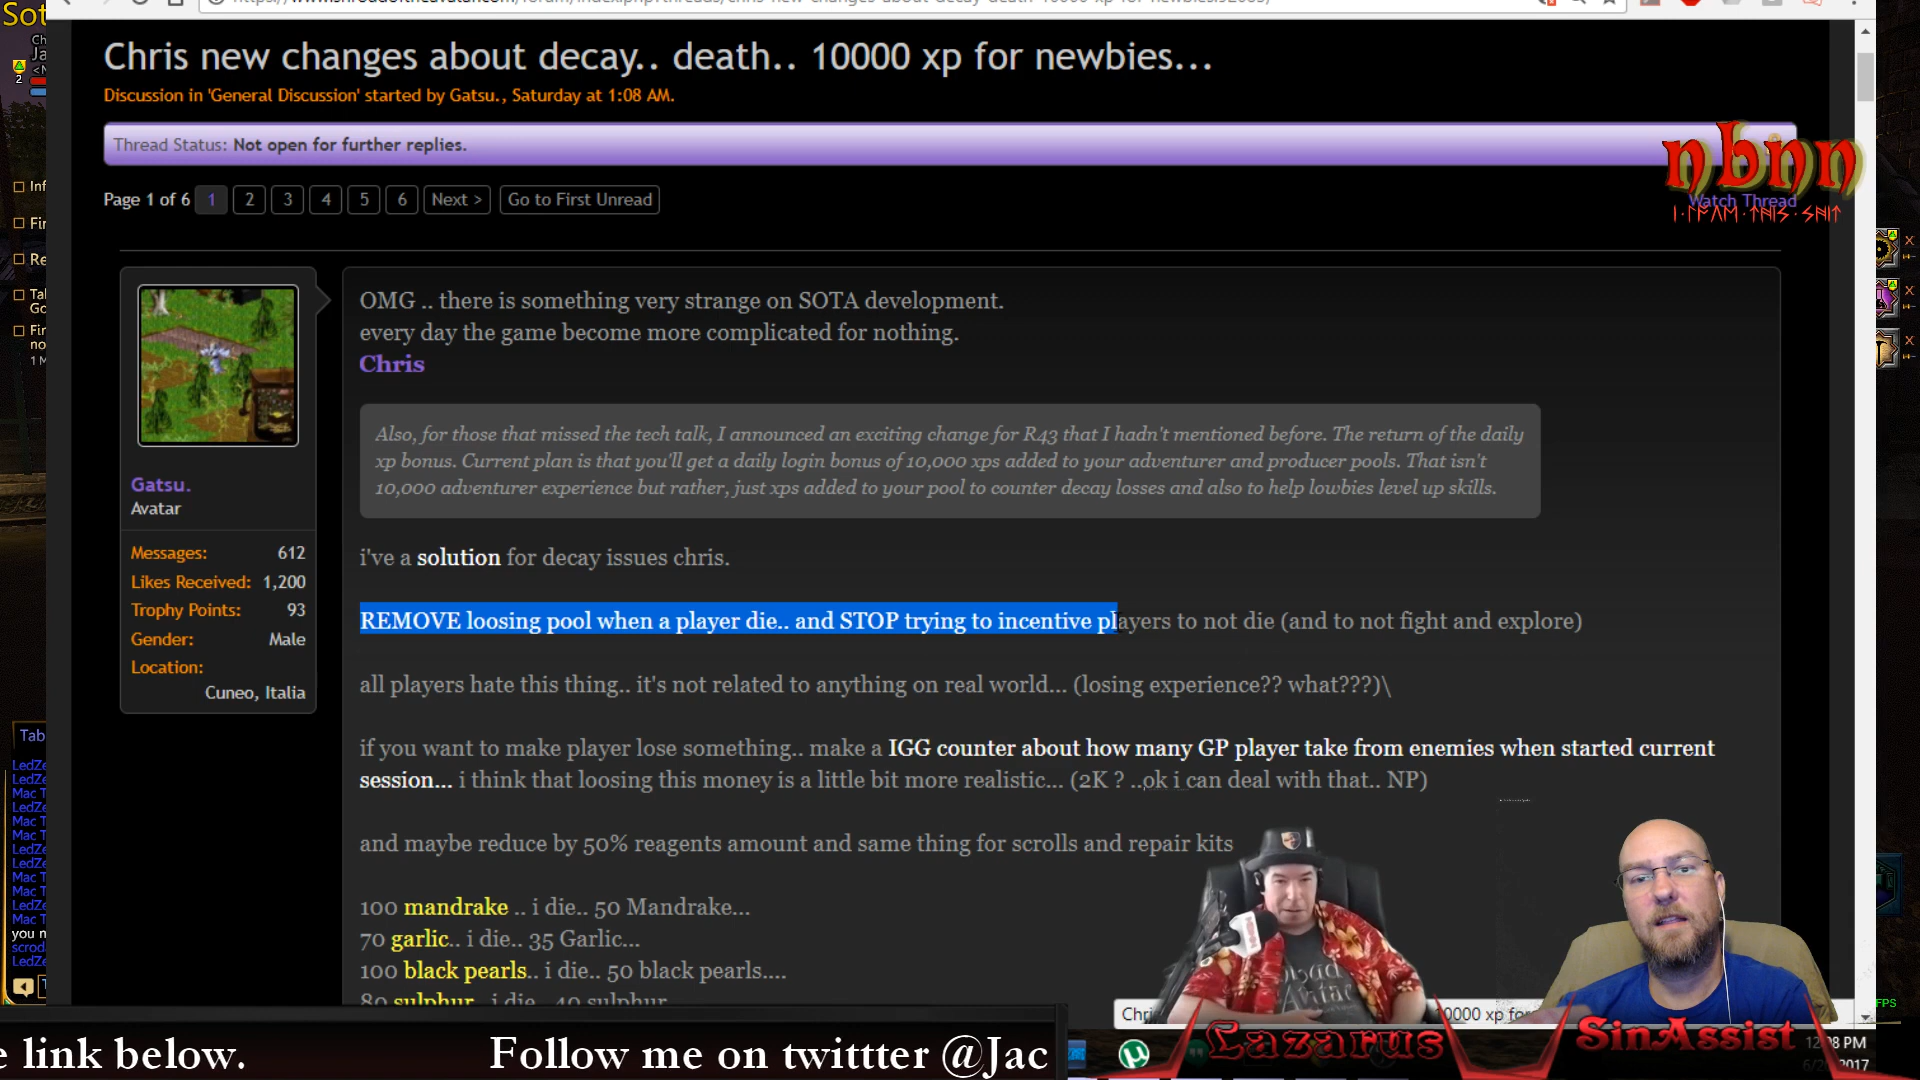 Chris new changes about decay.. death.. 10000 xp for newbies...
Discussion in 'General Discussion' started by Gatsu., Saturday at 1:08 AM.
Thread Status: Not open for further replies.
nbnn
Page 1 of 6 1 2 3 4 5 6 Next > Go to First Unread
Watch Thread
OMG .. there is something very strange on SOTA development.
every day the game become more complicated for nothing.
Chris
Also, for those that missed the tech talk, I announced an exciting change for R43 that I hadn't mentioned before. The return of the daily
xp bonus. Current plan is that you'll get a daily login bonus of 10,000 xps added to your adventurer and producer pools. That isn't
10,000 adventurer experience but rather, just xps added to your pool to counter decay losses and also to help lowbies level up skills.
Gatsu.
Avatar
Messages: 612
Likes Received: 1,200
Trophy Points: 93
Gender: Male
Location:
Cuneo, Italia
i've a solution for decay issues chris.
REMOVE loosing pool when a player die.. and STOP trying to incentive players to not die (and to not fight and explore)
all players hate this thing.. it's not related to anything on real world... (losing experience?? what???)\
if you want to make player lose something.. make a IGG counter about how many GP player take from enemies when started current
session... i think that loosing this money is a little bit more realistic... (2K ? ..ok i can deal with that.. NP)
and maybe reduce by 50% reagents amount and same thing for scrolls and repair kits
100 mandrake .. i die.. 50 Mandrake...
70 garlic.. i die.. 35 Garlic...
100 black pearls.. i die.. 50 black pearls....
80 sulphur.. i die.. 40 sulphur
Lazarus
SinAssist
link below. Follow me on twittter @Jac